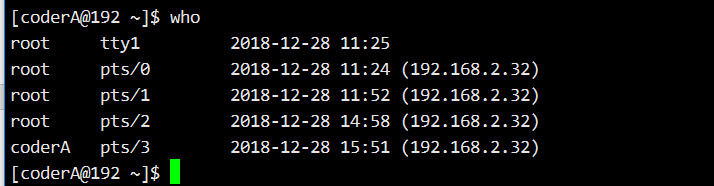 [coderA@192 ~]$ who
root     tty1         2018-12-28 11:25
root     pts/0        2018-12-28 11:24 (192.168.2.32)
root     pts/1        2018-12-28 11:52 (192.168.2.32)
root     pts/2        2018-12-28 14:58 (192.168.2.32)
coderA   pts/3        2018-12-28 15:51 (192.168.2.32)
[coderA@192 ~]$